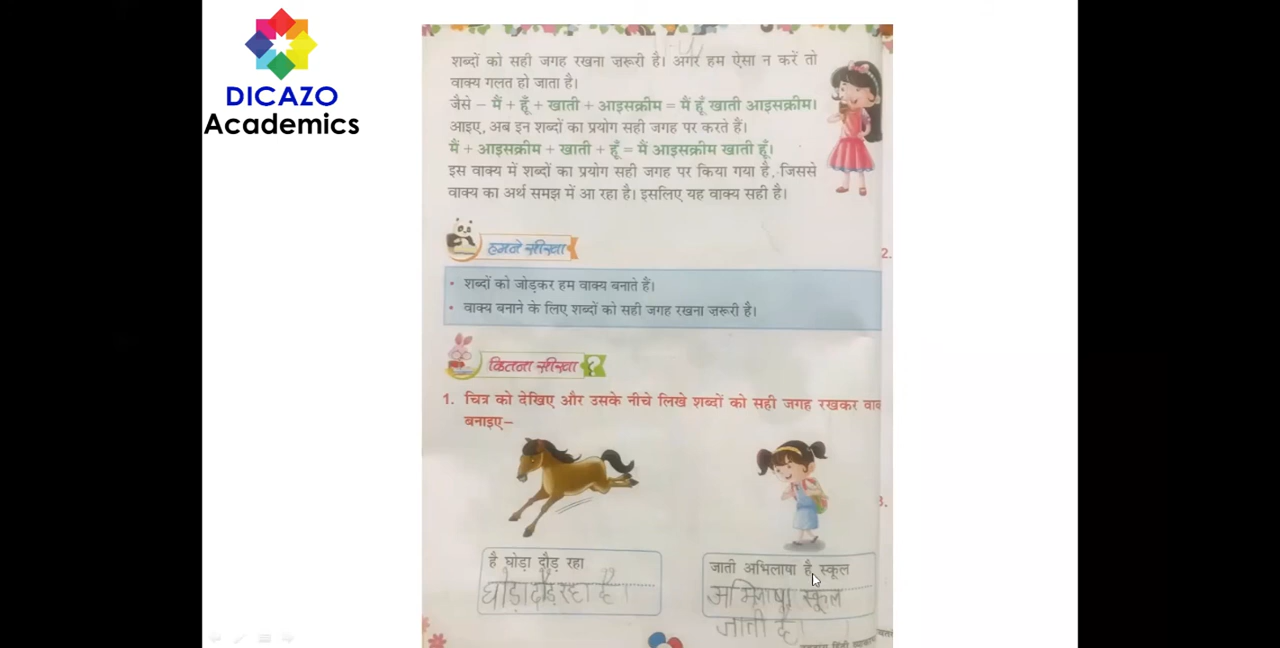 DICAZO
Academics
शब्दों को सही जगह रखना ज़रूरी है। अगर हम ऐसा न करें तो
वाक्य गलत हो जाता है।
जैसे – मैं + हूँ + खाती + आइसक्रीम = मैं हूँ खाती आइसक्रीम।
आइए, अब इन शब्दों का प्रयोग सही जगह पर करते हैं।
मैं + आइसक्रीम + खाती + हूँ = मैं आइसक्रीम खाती हूँ।
इस वाक्य में शब्दों का प्रयोग सही जगह पर किया गया है, जिससे
वाक्य का अर्थ समझ में आ रहा है। इसलिए यह वाक्य सही है।
हमने सीखा
2.
• शब्दों को जोड़कर हम वाक्य बनाते हैं।
• वाक्य बनाने के लिए शब्दों को सही जगह रखना ज़रूरी है।
कितना सीखा ?
1. चित्र को देखिए और उसके नीचे लिखे शब्दों को सही जगह रखकर
बनाइए–
3.
है घोड़ा दौड़ रहा
घोड़ा दौड़ रहा है।
जाती अभिलाषा है स्कूल
अभिलाषा स्कूल
जाती है।